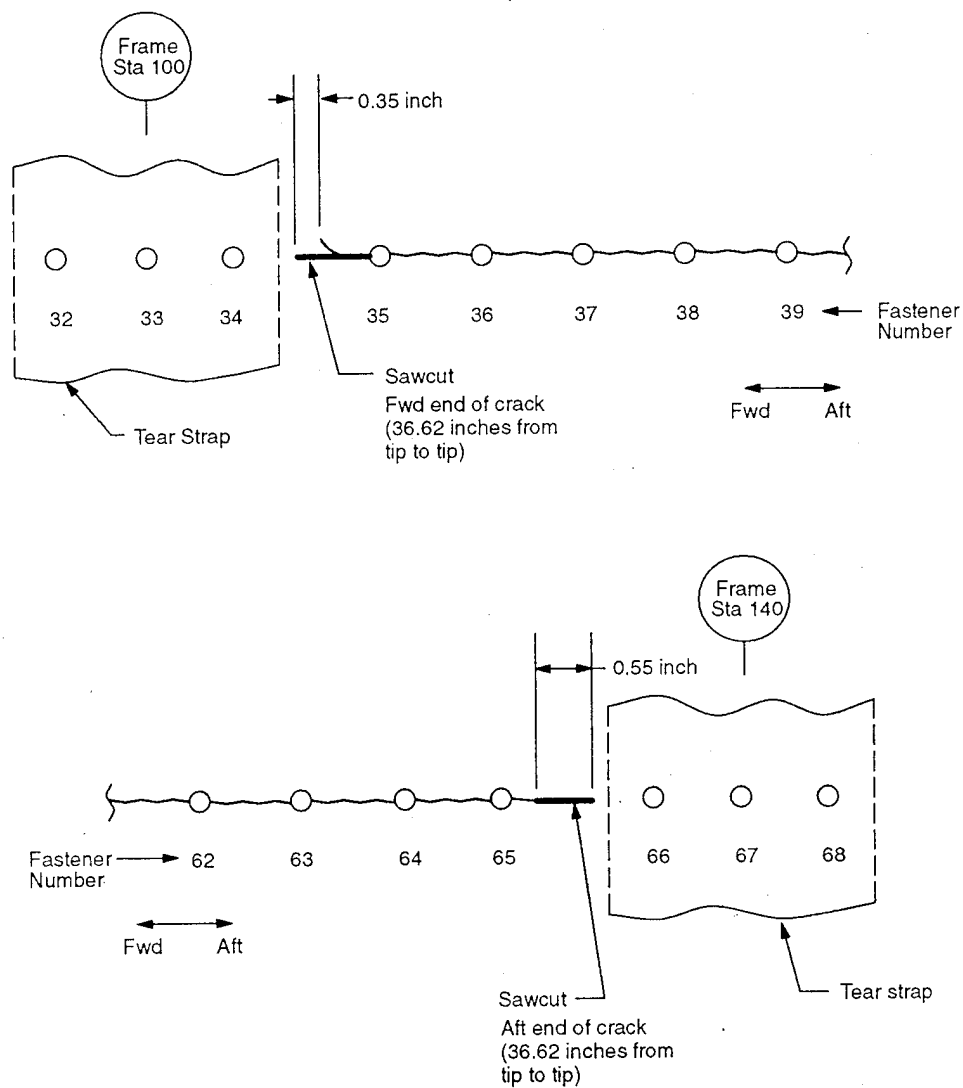 Frame
Sta 100
0.35 inch
32 33 34 35 36 37 38 39
Fastener
Number
Sawcut
Fwd end of crack
(36.62 inches from
tip to tip)
Fwd Aft
Tear Strap
Frame
Sta 140
0.55 inch
Fastener
Number
62 63 64 65 66 67 68
Fwd Aft
Sawcut
Aft end of crack
(36.62 inches from
tip to tip)
Tear strap